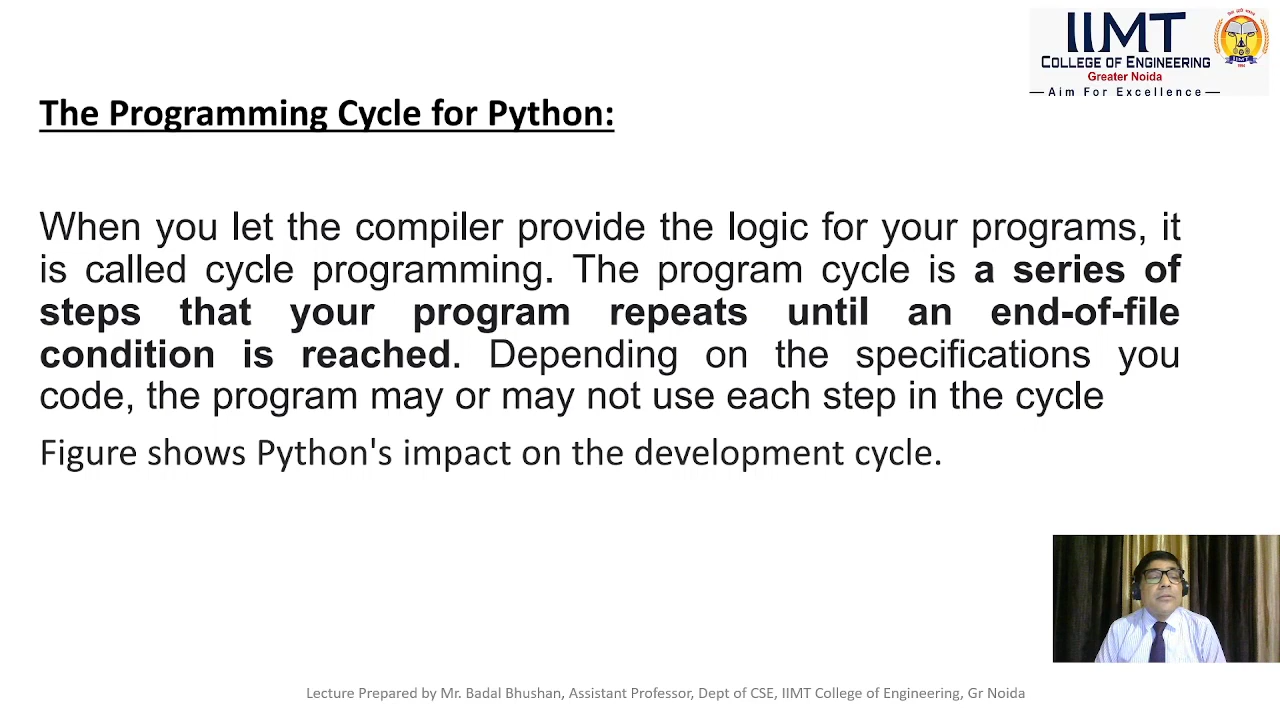 IIMT
COLLEGE OF ENGINEERING
Greater Noida
Aim For Excellence
The Programming Cycle for Python:
When you let the compiler provide the logic for your programs, it
is called cycle programming. The program cycle is a series of
steps that your program repeats until an end-of-file
condition is reached. Depending on the specifications you
code, the program may or may not use each step in the cycle
Figure shows Python's impact on the development cycle.
Lecture Prepared by Mr. Badal Bhushan, Assistant Professor, Dept of CSE, IIMT College of Engineering, Gr Noida